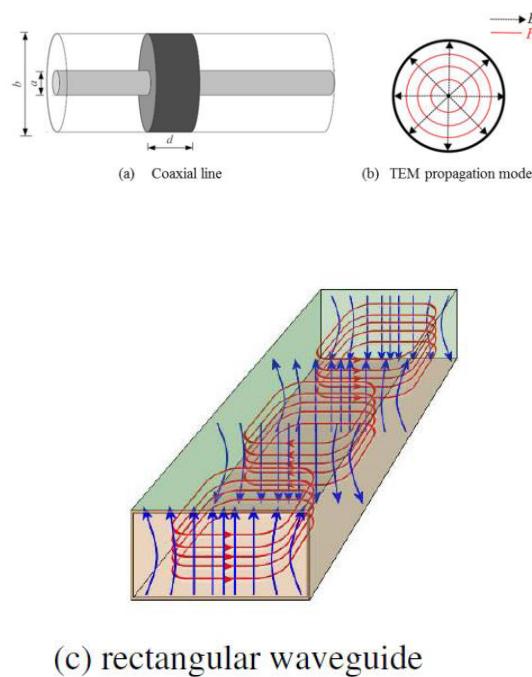 b
a
d
(a) Coaxial line
(b) TEM propagation mode
(c) rectangular waveguide